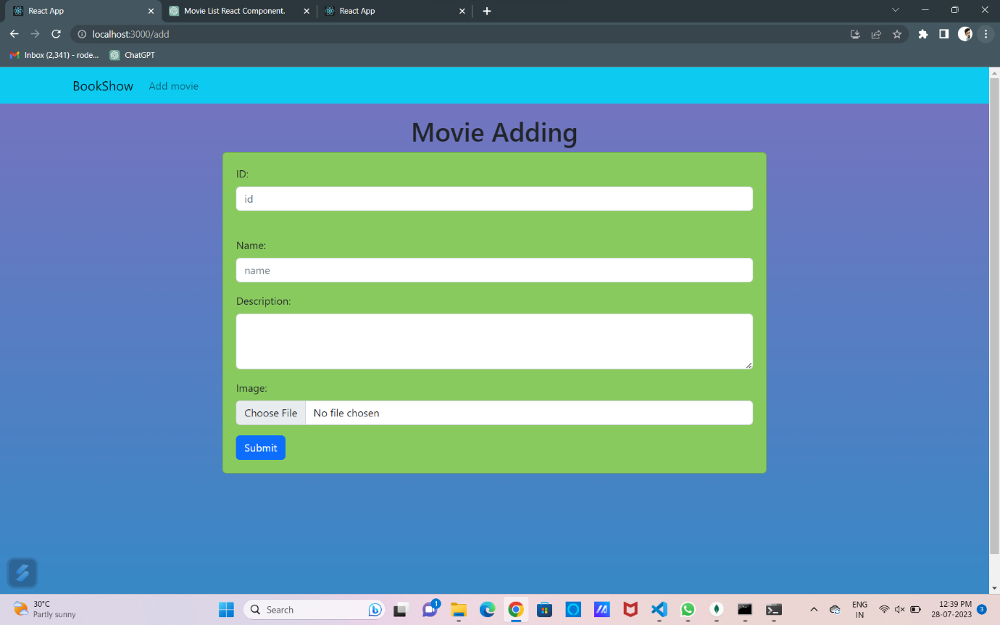 React App
Movie List React Component.
React App
localhost:3000/add
Inbox (2,341) - rode...
ChatGPT
BookShow
Add movie
Movie Adding
ID:
id
Name:
name
Description:
Image:
Choose File
No file chosen
Submit
30°C
Partly sunny
Search
1
ENG
IN
12:39 PM
28-07-2023
3